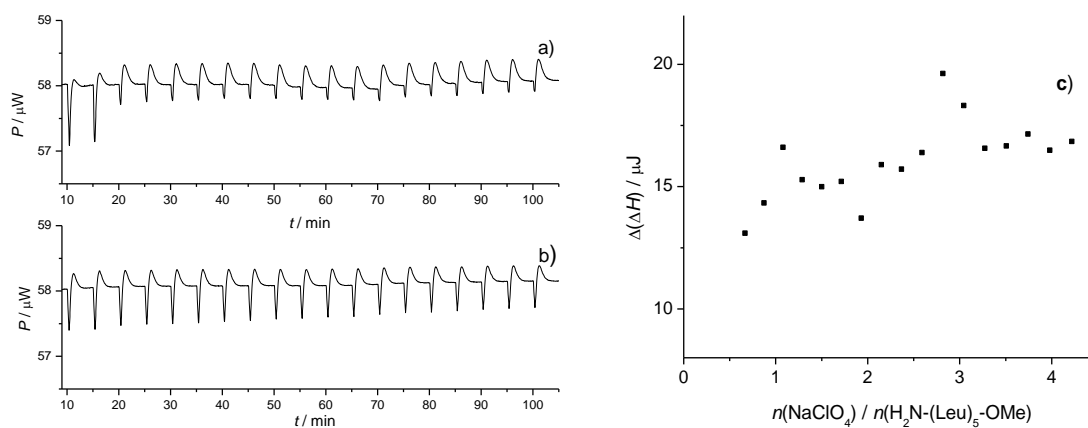 59
a)
58
P / μW
57
10 20 30 40 50 60 70 80 90 100
t / min
59
b)
58
P / μW
57
10 20 30 40 50 60 70 80 90 100
t / min
c)
20
15
10
Δ(ΔH) / μJ
0 1 2 3 4
n(NaClO₄) / n(H₂N-(Leu)₅-OMe)